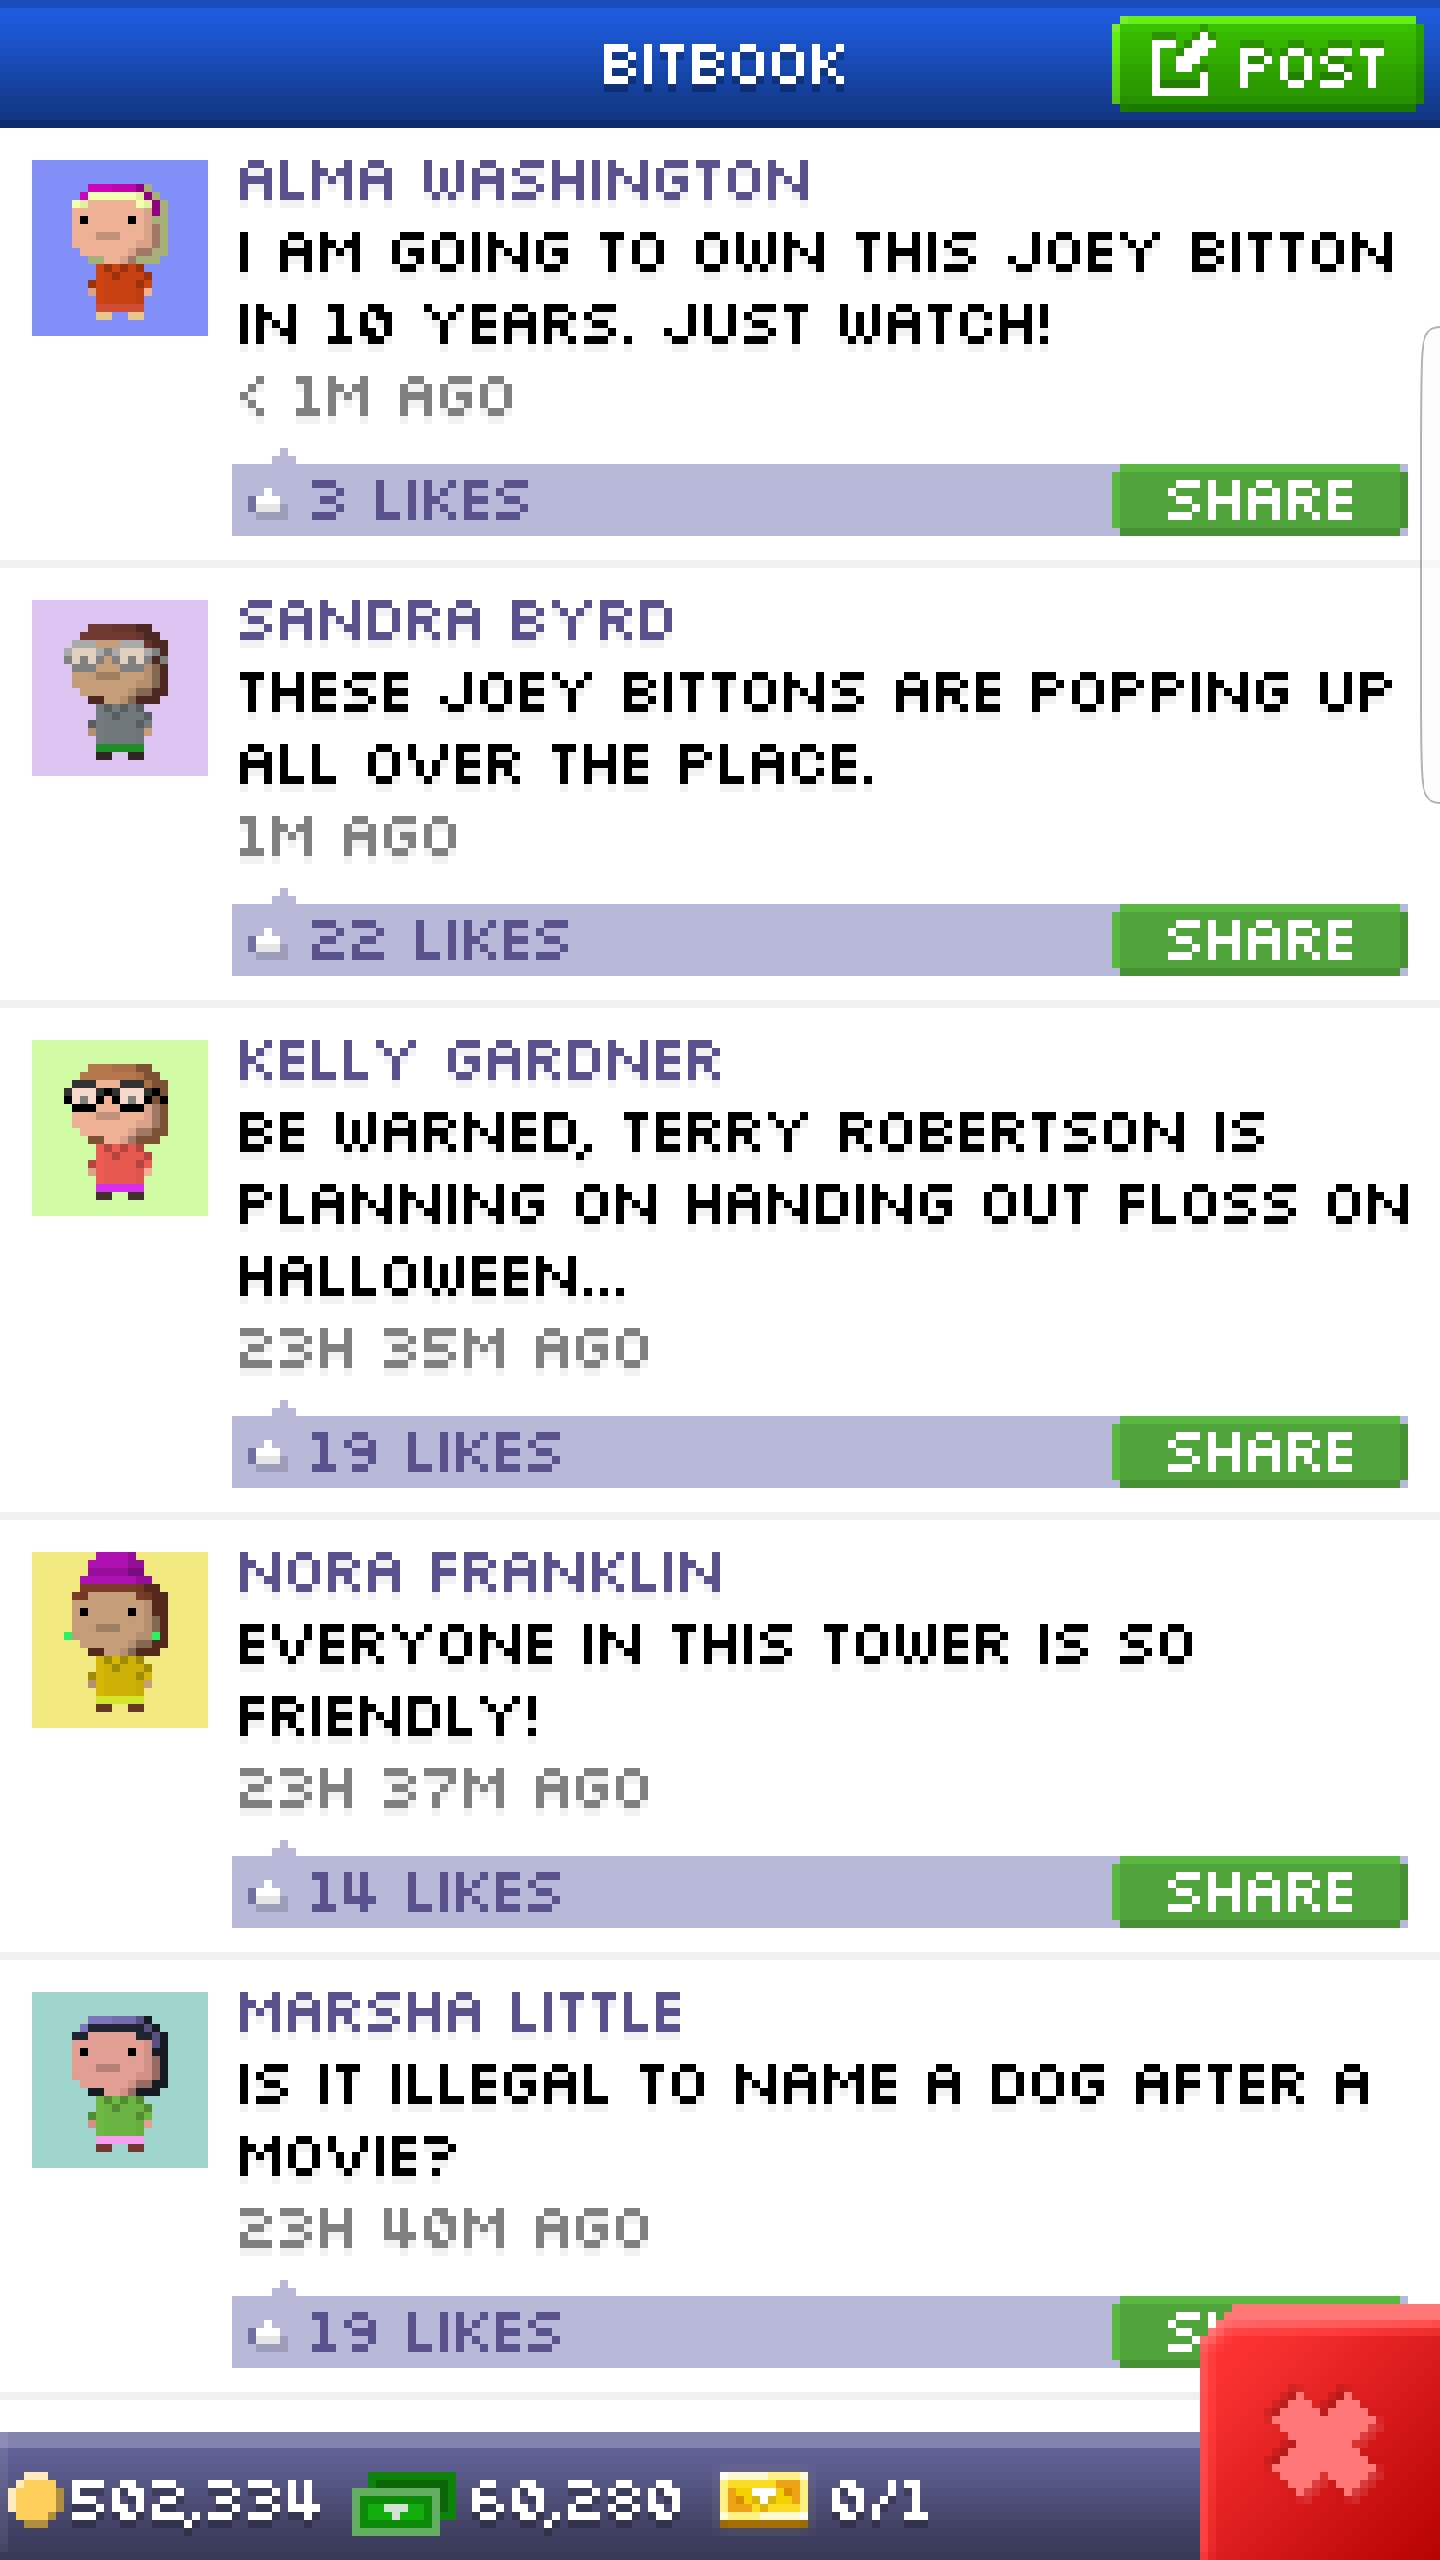 BITBOOK
POST
ALMA WASHINGTON
I AM GOING TO OWN THIS JOEY BITTON
IN 10 YEARS. JUST WATCH!
< 1M AGO
3 LIKES
SHARE
SANDRA BYRD
THESE JOEY BITTONS ARE POPPING UP
ALL OVER THE PLACE.
1M AGO
22 LIKES
SHARE
KELLY GARDNER
BE WARNED, TERRY ROBERTSON IS
PLANNING ON HANDING OUT FLOSS ON
HALLOWEEN...
23H 35M AGO
19 LIKES
SHARE
NORA FRANKLIN
EVERYONE IN THIS TOWER IS SO
FRIENDLY!
23H 37M AGO
14 LIKES
SHARE
MARSHA LITTLE
IS IT ILLEGAL TO NAME A DOG AFTER A
MOVIE?
23H 40M AGO
19 LIKES
502,334
60,280
0/1